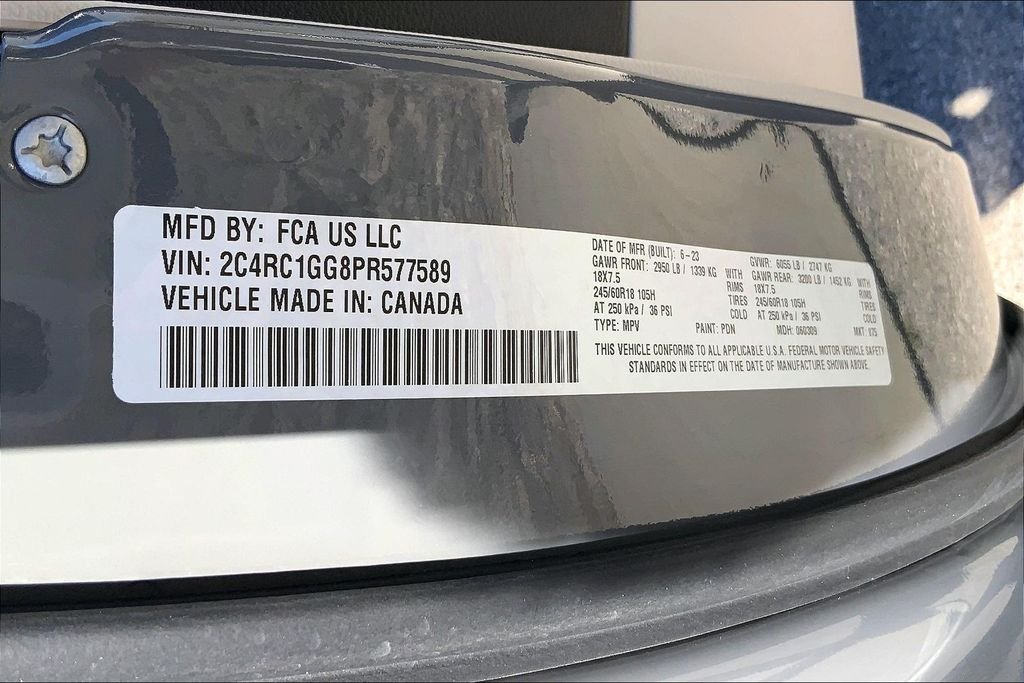 MFD BY: FCA US LLC
VIN: 2C4RC1GG8PR577589
VEHICLE MADE IN: CANADA
DATE OF MFR (BUILT): 6-23 GVWR: 6055 LB / 2747 KG
GAWR FRONT: 2950 LB / 1339 KG WITH GAWR REAR: 3200 LB / 1452 KG WITH
18X7.5 RIMS 18X7.5 RIMS
245/60R18 105H TIRES 245/60R18 105H TIRES
AT 250 kPa / 36 PSI COLD AT 250 kPa / 36 PSI COLD
TYPE: MPV PAINT: PDN MDH: 060309 MKT: X75
THIS VEHICLE CONFORMS TO ALL APPLICABLE U.S.A. FEDERAL MOTOR VEHICLE SAFETY
STANDARDS IN EFFECT ON THE DATE OF MANUFACTURE SHOWN ABOVE.